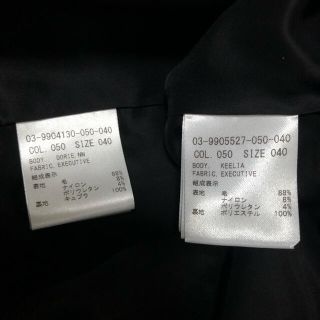 03-9904130-050-040
COL. 050 SIZE 040
BODY. DORIE NN
FABRIC. EXECUTIVE
組成表示
表地 毛 88%
ナイロン 8%
ポリウレタン 4%
裏地 キュプラ 100%
03-9905527-050-040
COL. 050 SIZE 040
BODY. KEELIA
FABRIC. EXECUTIVE
組成表示
表地 毛 88%
ナイロン 8%
ポリウレタン 4%
裏地 ポリエステル 100%